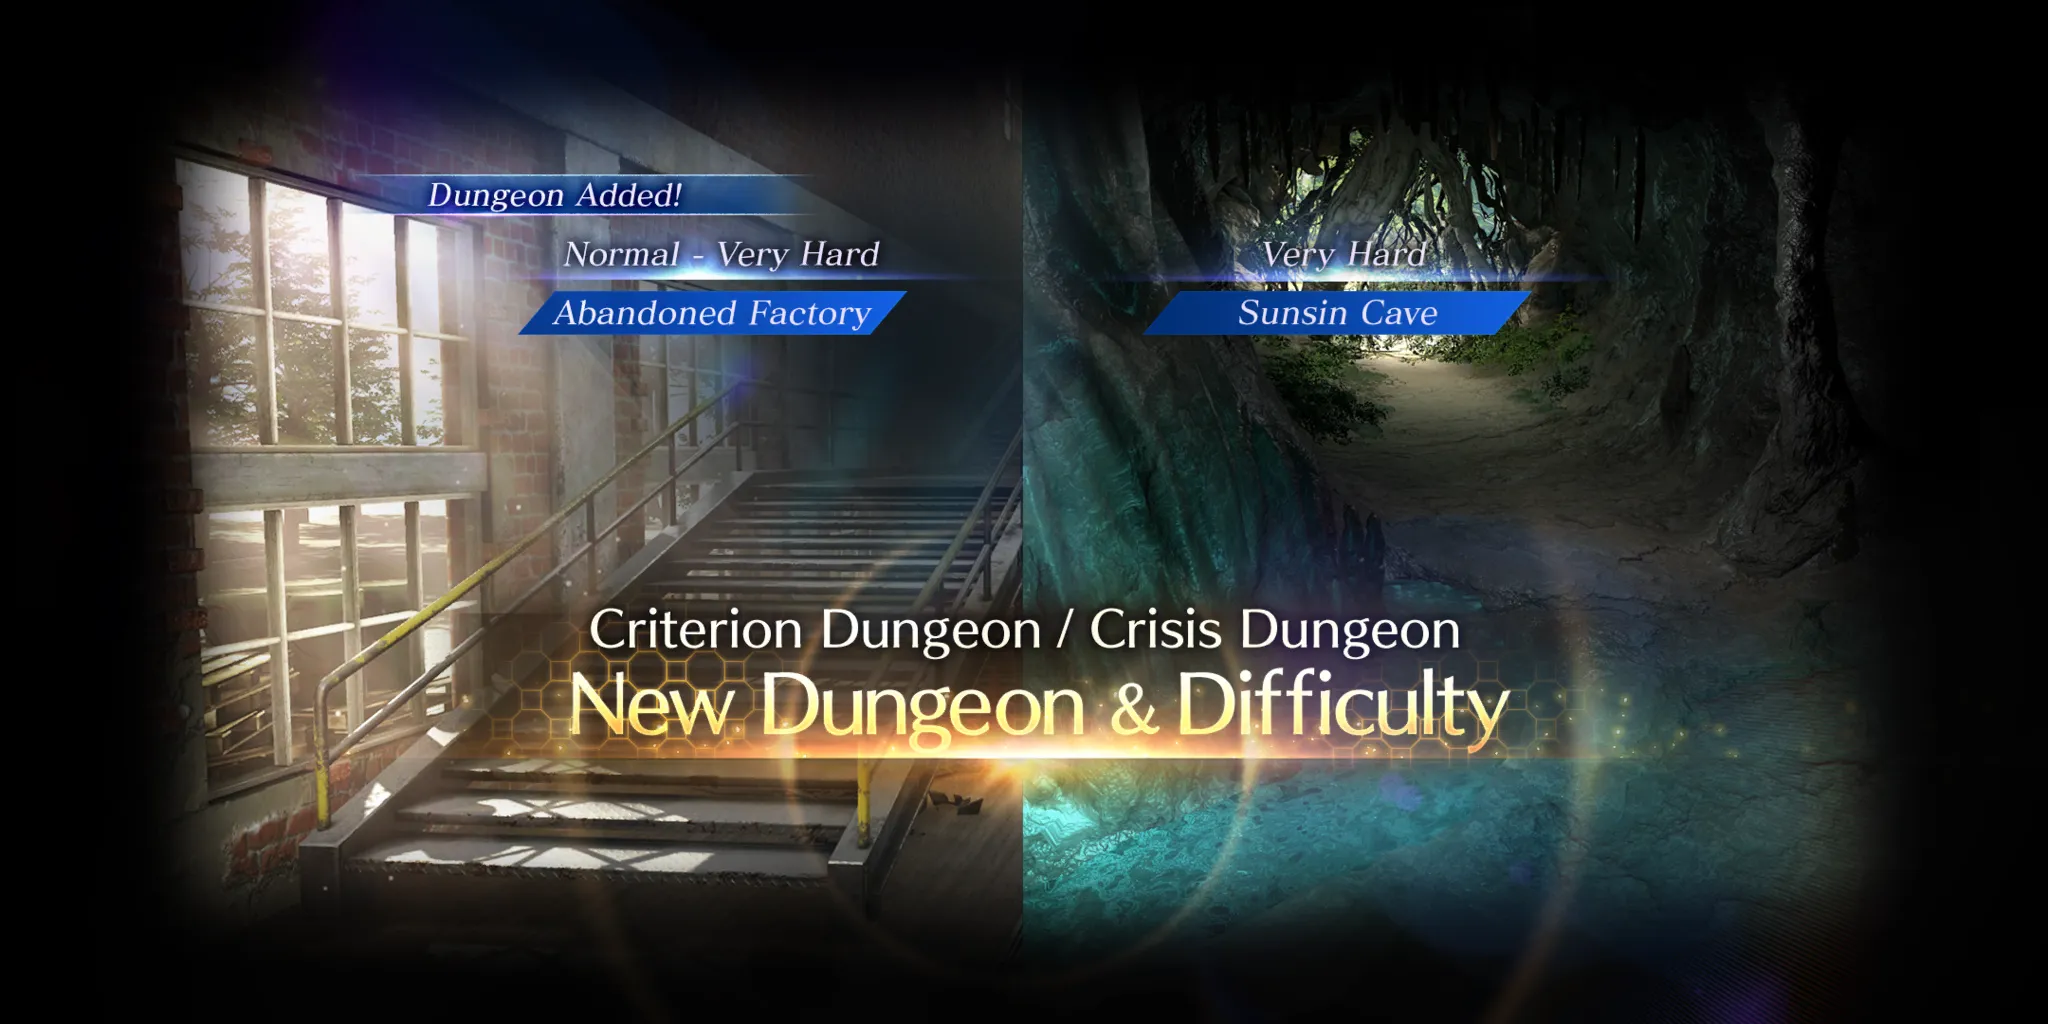 Dungeon Added!
Normal - Very Hard
Abandoned Factory
Very Hard
Sunsin Cave
Criterion Dungeon / Crisis Dungeon
New Dungeon & Difficulty